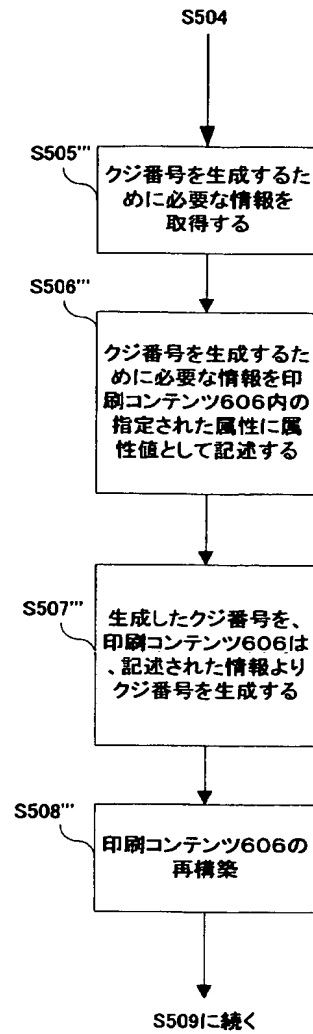 S504
S505'''
クジ番号を生成するた
めに必要な情報を
取得する
S506'''
クジ番号を生成するた
めに必要な情報を印
刷コンテンツ606内の
指定された属性に属
性値として記述する
S507'''
生成したクジ番号を、
印刷コンテンツ606は
、記述された情報より
クジ番号を生成する
S508'''
印刷コンテンツ606の
再構築
S509に続く